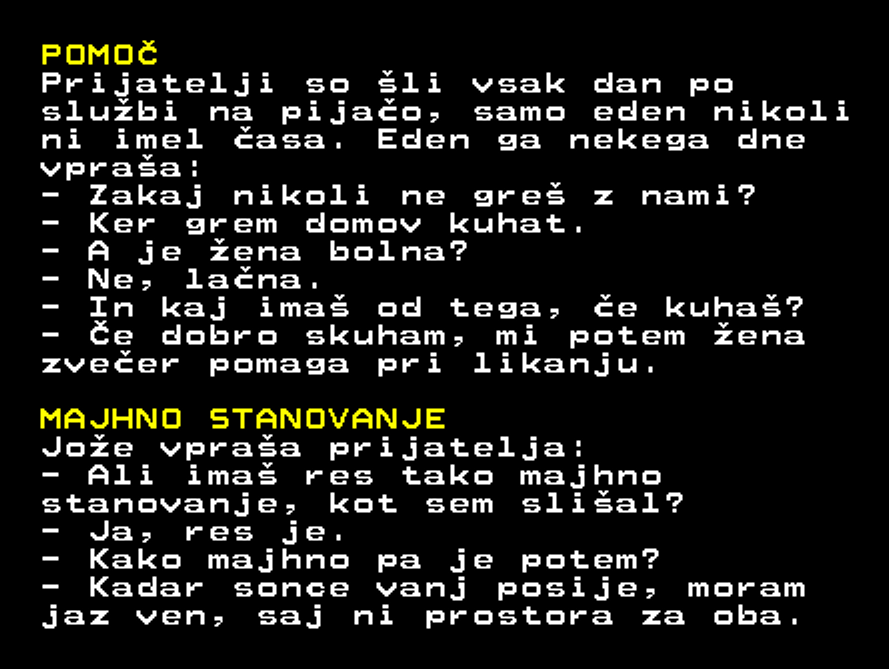 POMOČ
Prijatelji so šli vsak dan po
službi na pijačo, samo eden nikoli
ni imel časa. Eden ga nekega dne
vpraša:
- Zakaj nikoli ne greš z nami?
- Ker grem domov kuhat.
- A je žena bolna?
- Ne, lačna.
- In kaj imaš od tega, če kuhaš?
- Če dobro skuham, mi potem žena
zvečer pomaga pri likanju.
MAJHNO STANOVANJE
Jože vpraša prijatelja:
- Ali imaš res tako majhno
stanovanje, kot sem slišal?
- Ja, res je.
- Kako majhno pa je potem?
- Kadar sonce vanj posije, moram
jaz ven, saj ni prostora za oba.